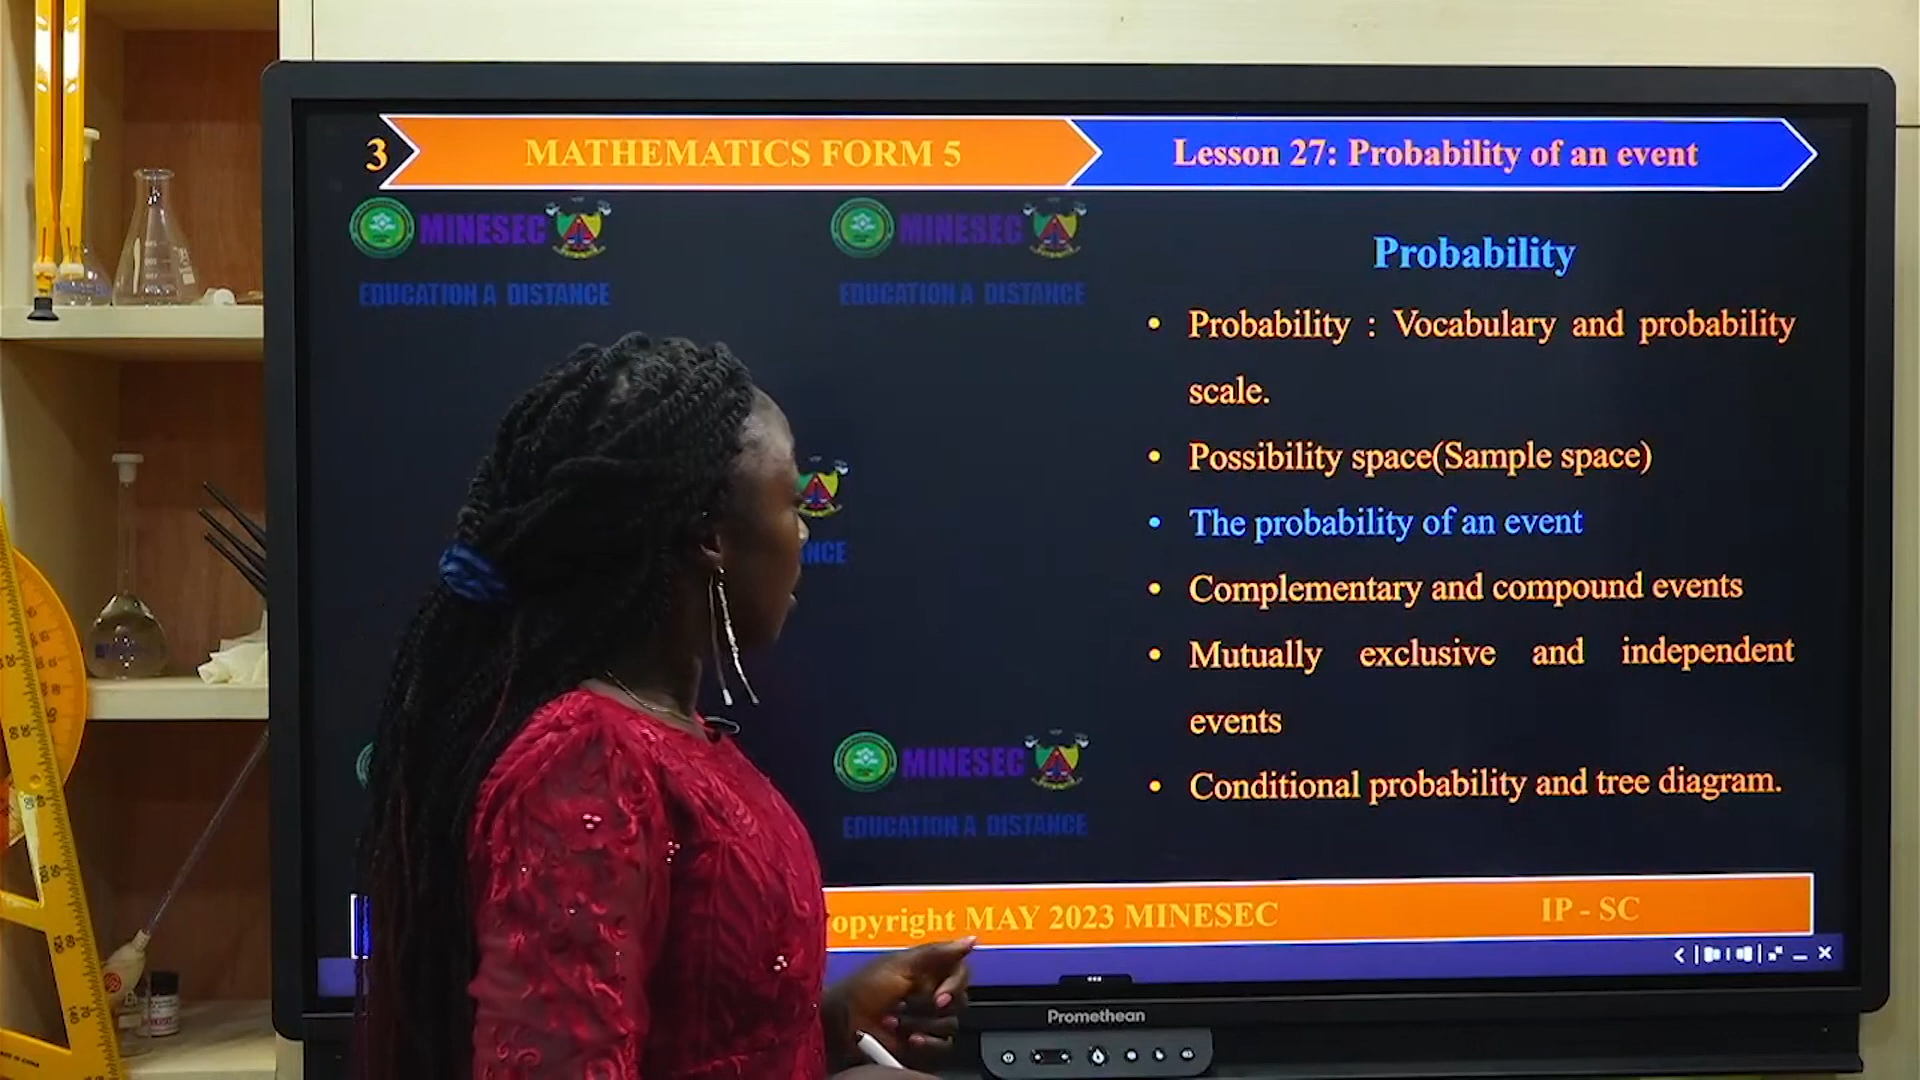 3
MATHEMATICS FORM 5
Lesson 27: Probability of an event
MINESEC
EDUCATION A DISTANCE
MINESEC
EDUCATION A DISTANCE
Probability
• Probability : Vocabulary and probability
scale.
• Possibility space(Sample space)
• The probability of an event
• Complementary and compound events
• Mutually exclusive and independent
events
• Conditional probability and tree diagram.
MINESEC
EDUCATION A DISTANCE
opyright MAY 2023 MINESEC
IP - SC
Promethean